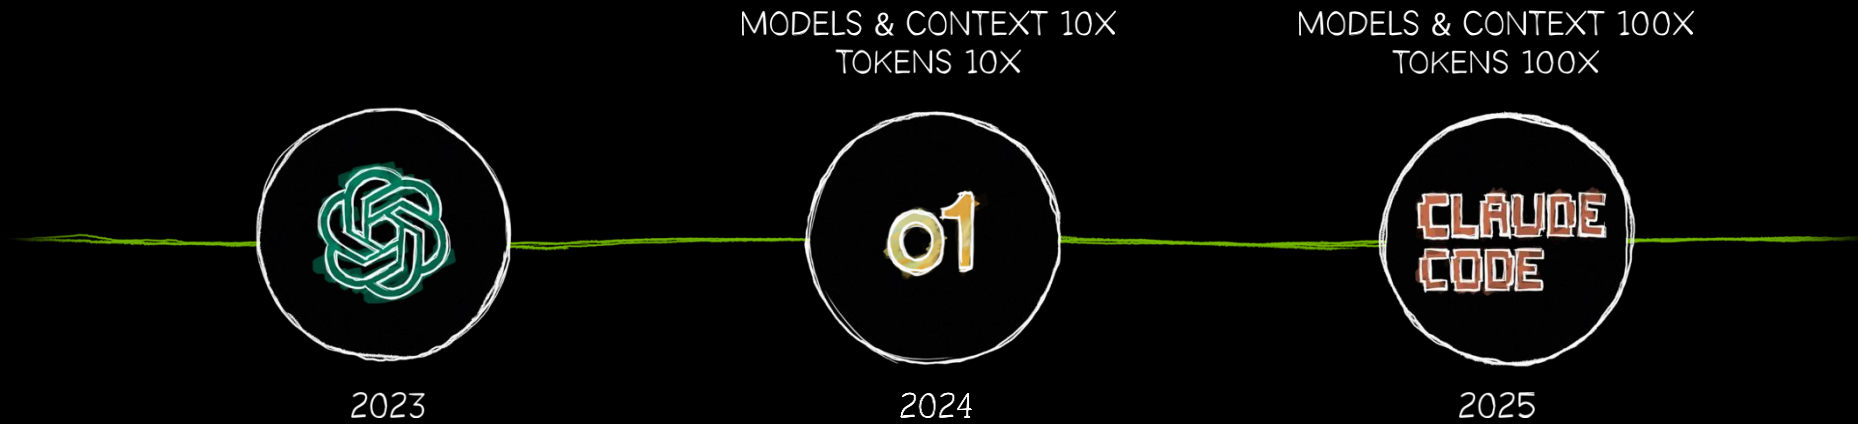 MODELS & CONTEXT 10X
TOKENS 10X
MODELS & CONTEXT 100X
TOKENS 100X
o1
CLAUDE
CODE
2023
2024
2025